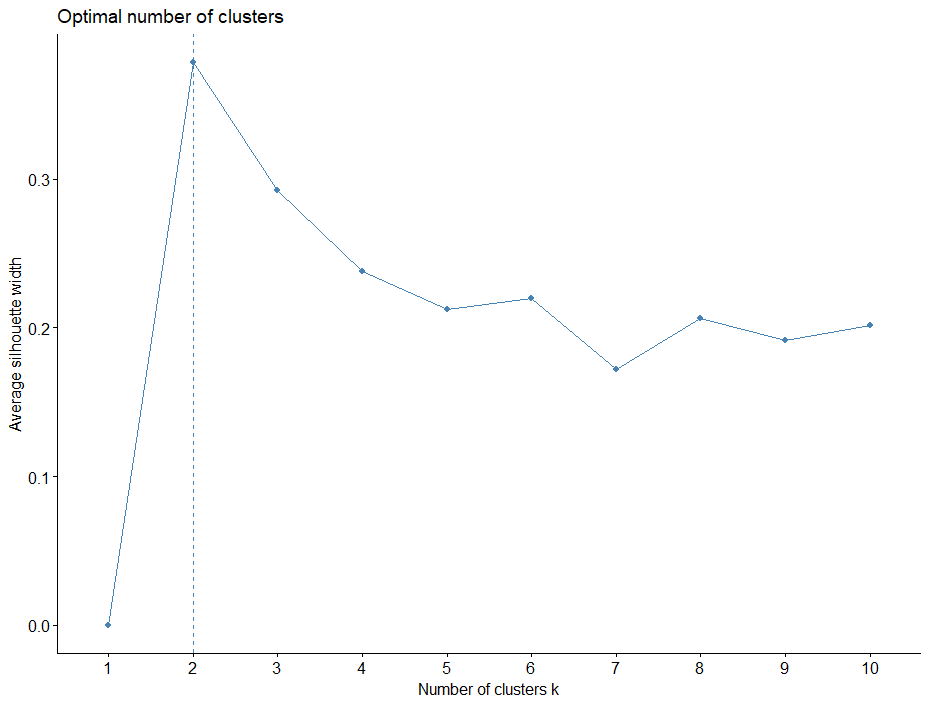 Optimal number of clusters
Average silhouette width
0.3
0.2
0.1
0.0
1 2 3 4 5 6 7 8 9 10
Number of clusters k